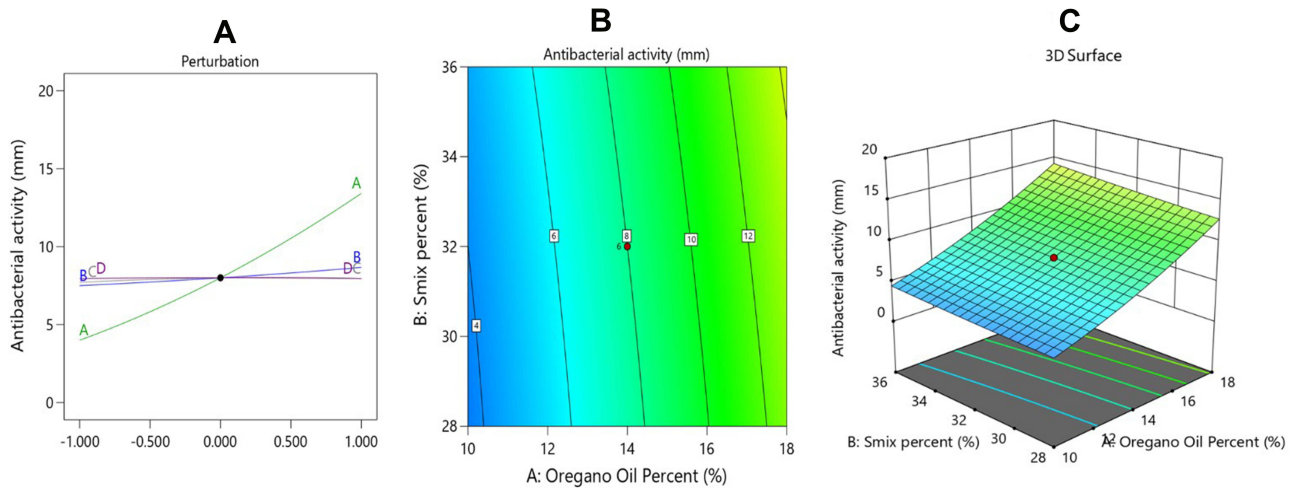 A
Perturbation
Antibacterial activity (mm)
20
15
10
5
0
A
B
C
D
A
B
D
C
-1.000
-0.500
0.000
0.500
1.000
B
Antibacterial activity (mm)
B: Smix percent (%)
36
34
32
30
28
4
6
6
8
10
12
10
12
14
16
18
A: Oregano Oil Percent (%)
C
3D Surface
Antibacterial activity (mm)
20
15
10
5
0
36
34
32
30
28
B: Smix percent (%)
10
12
14
16
18
A: Oregano Oil Percent (%)